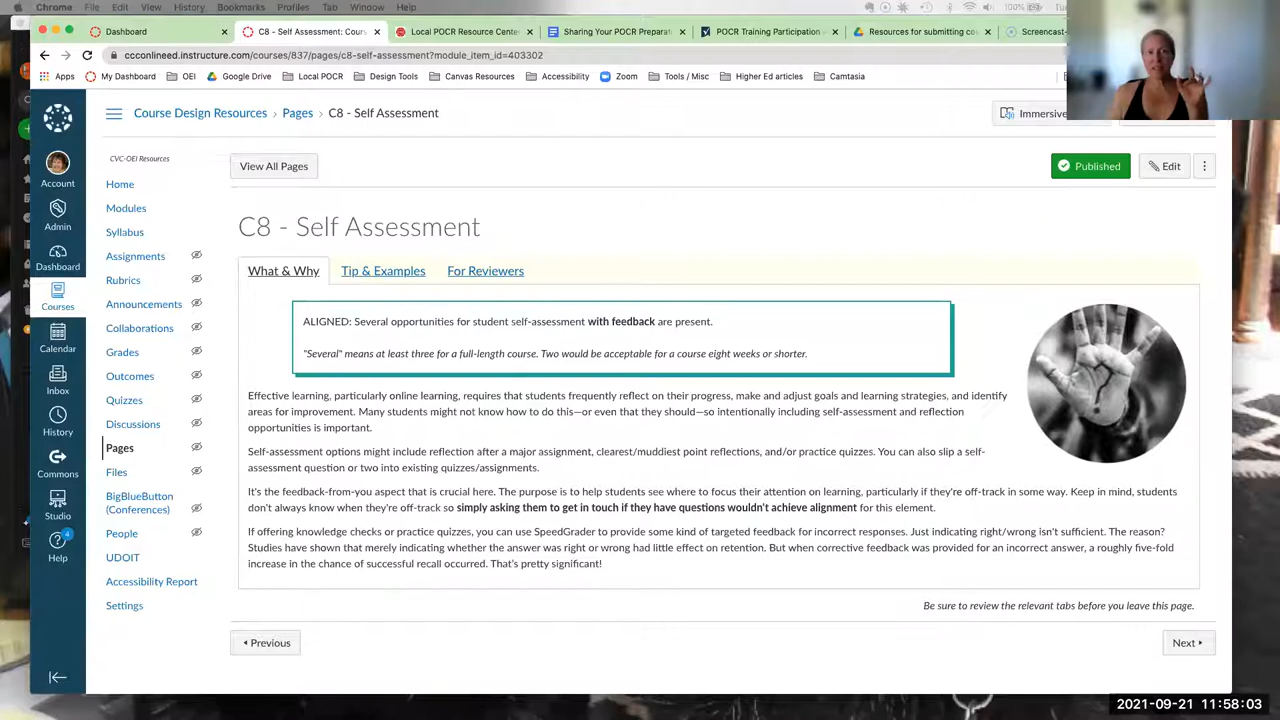 Chrome File Edit View History Bookmarks Profiles Tab Window Help 100%
Dashboard × C8 - Self Assessment: Cours × Local POCR Resource Cente × Sharing Your POCR Preparat × POCR Training Participation × Resources for submitting co × Screencast-
ccconlineed.instructure.com/courses/837/pages/c8-self-assessment?module_item_id=403302
Apps My Dashboard OEI Google Drive Local POCR Design Tools Canvas Resources Accessibility Zoom Tools / Misc Higher Ed articles Camtasia
Course Design Resources › Pages › C8 - Self Assessment
Immersive
Account
Admin
Dashboard
Courses
Calendar
Inbox
History
Commons
Studio
4
Help
CVC-OEI Resources
Home
Modules
Syllabus
Assignments
Rubrics
Announcements
Collaborations
Grades
Outcomes
Quizzes
Discussions
Pages
Files
BigBlueButton
(Conferences)
People
UDOIT
Accessibility Report
Settings
View All Pages
Published
Edit
C8 - Self Assessment
What & Why Tip & Examples For Reviewers
ALIGNED: Several opportunities for student self-assessment with feedback are present.
"Several" means at least three for a full-length course. Two would be acceptable for a course eight weeks or shorter.
Effective learning, particularly online learning, requires that students frequently reflect on their progress, make and adjust goals and learning strategies, and identify
areas for improvement. Many students might not know how to do this—or even that they should—so intentionally including self-assessment and reflection
opportunities is important.
Self-assessment options might include reflection after a major assignment, clearest/muddiest point reflections, and/or practice quizzes. You can also slip a self-
assessment question or two into existing quizzes/assignments.
It's the feedback-from-you aspect that is crucial here. The purpose is to help students see where to focus their attention on learning, particularly if they're off-track in some way. Keep in mind, students
don't always know when they're off-track so simply asking them to get in touch if they have questions wouldn't achieve alignment for this element.
If offering knowledge checks or practice quizzes, you can use SpeedGrader to provide some kind of targeted feedback for incorrect responses. Just indicating right/wrong isn't sufficient. The reason?
Studies have shown that merely indicating whether the answer was right or wrong had little effect on retention. But when corrective feedback was provided for an incorrect answer, a roughly five-fold
increase in the chance of successful recall occurred. That's pretty significant!
Be sure to review the relevant tabs before you leave this page.
Previous
Next
2021-09-21 11:58:03